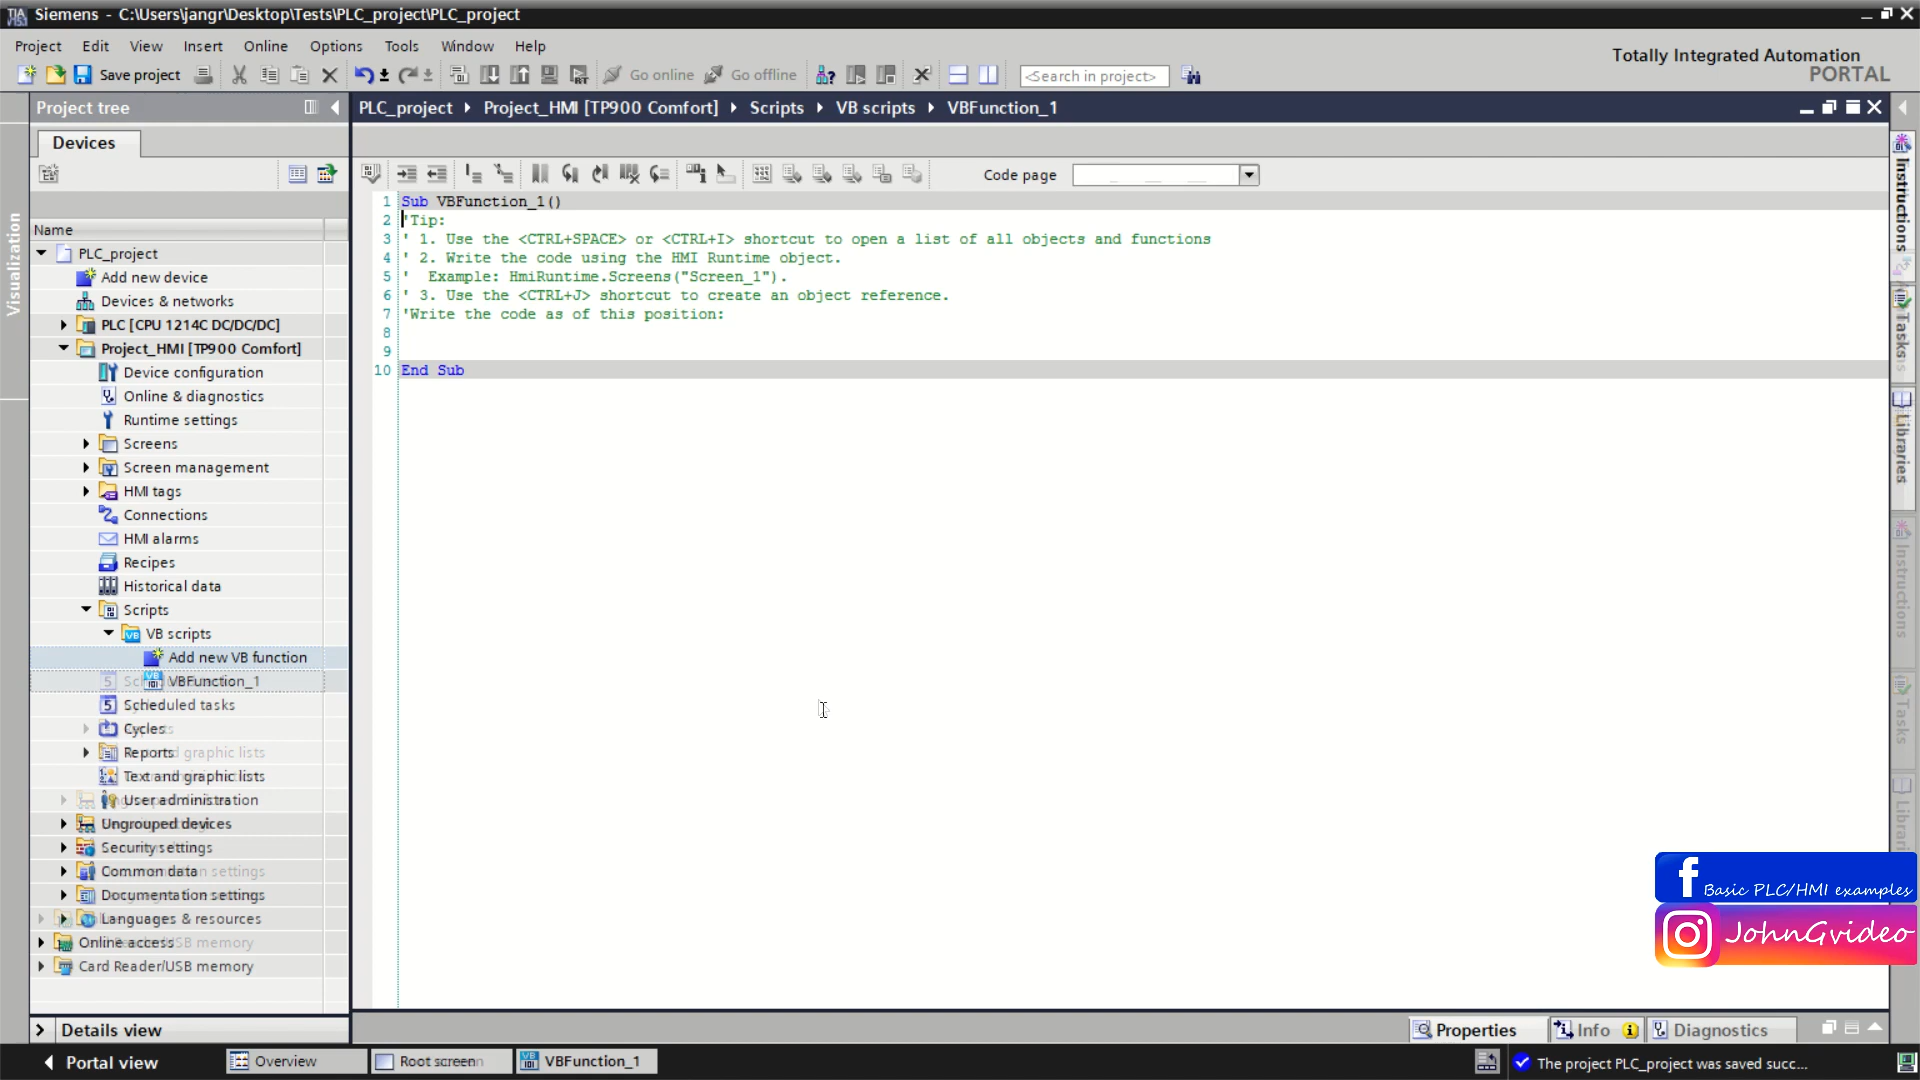 Siemens - C:\Users\jangr\Desktop\Tests\PLC_project\PLC_project
Project Edit View Insert Online Options Tools Window Help
Totally Integrated Automation
PORTAL
Save project
Go online
Go offline
<Search in project>
Project tree
PLC_project Project_HMI [TP900 Comfort] Scripts VB scripts VBFunction_1
Devices
Code page
Visualization
Name
PLC_project
Add new device
Devices & networks
PLC [CPU 1214C DC/DC/DC]
Project_HMI [TP900 Comfort]
Device configuration
Online & diagnostics
Runtime settings
Screens
Screen management
HMI tags
Connections
HMI alarms
Recipes
Historical data
Scripts
VB scripts
Add new VB function
VBFunction_1
Scheduled tasks
Cycles
Reports
Text and graphic lists
User administration
Ungrouped devices
Security settings
Common data
Documentation settings
Languages & resources
Online access
Card Reader/USB memory
Details view
1 Sub VBFunction_1()
2 'Tip:
3 ' 1. Use the <CTRL+SPACE> or <CTRL+I> shortcut to open a list of all objects and functions
4 ' 2. Write the code using the HMI Runtime object.
5 '  Example: HmiRuntime.Screens("Screen_1").
6 ' 3. Use the <CTRL+J> shortcut to create an object reference.
7 'Write the code as of this position:
8
9
10 End Sub
Instructions
Tasks
Libraries
Instructions
Tasks
Basic PLC/HMI examples
JohnGvideo
Properties
Info
Diagnostics
Portal view
Overview
Root screen
VBFunction_1
The project PLC_project was saved succ...